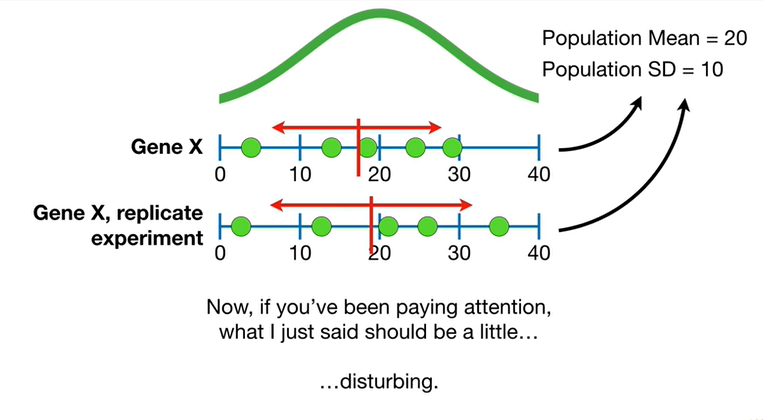 Population Mean = 20
Population SD = 10
Gene X
0 10 20 30 40
Gene X, replicate
experiment
0 10 20 30 40
Now, if you've been paying attention,
what I just said should be a little…
…disturbing.